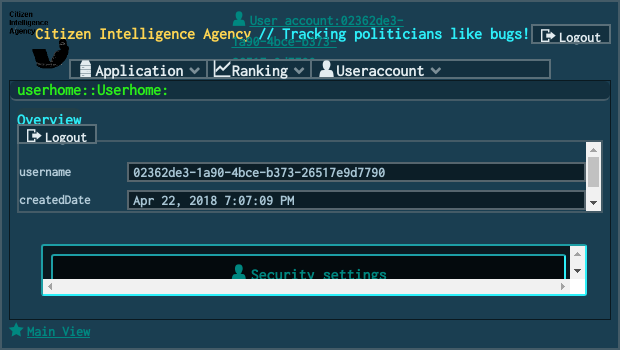 Citizen
Intelligence
Agency
User account:02362de3-
1a90-4bce-b373-
Citizen Intelligence Agency // Tracking politicians like bugs!
Logout
Application
Ranking
Useraccount
userhome::Userhome:
Overview
Logout
username
02362de3-1a90-4bce-b373-26517e9d7790
createdDate
Apr 22, 2018 7:07:09 PM
Security settings
Main View